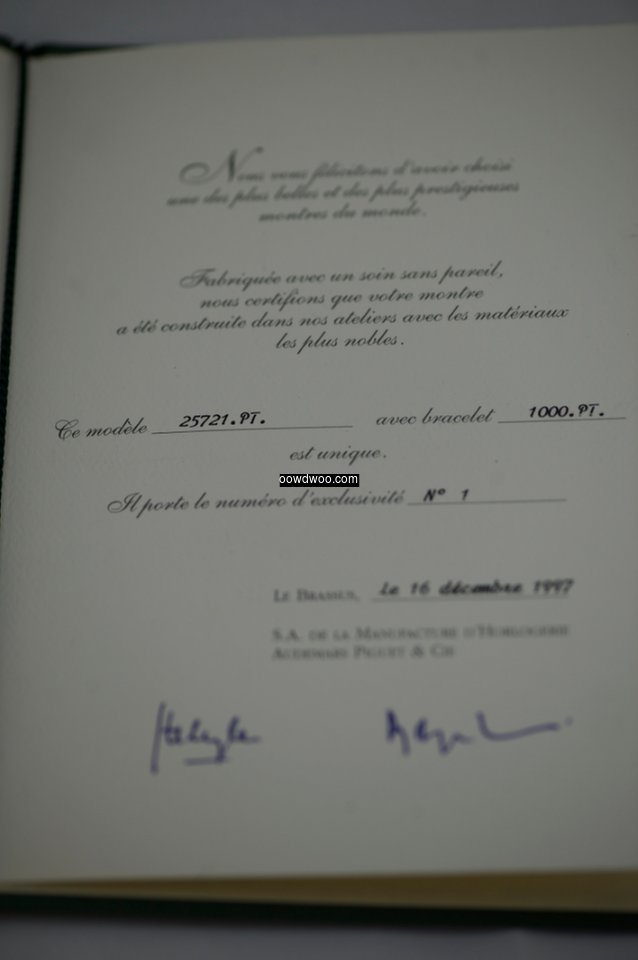 Nous vous félicitons d'avoir choisi
une des plus belles et des plus prestigieuses
montres du monde.
Fabriquée avec un soin sans pareil,
nous certifions que votre montre
a été construite dans nos ateliers avec les matériaux
les plus nobles.
Ce modèle 25721.PT. avec bracelet 1000.PT.
est unique.
oowdwoo.com
Il porte le numéro d'exclusivité N° 1
Le Brassus, Le 16 décembre 1997
S.A. de la Manufacture d'Horlogerie
Audemars Piguet & Cie